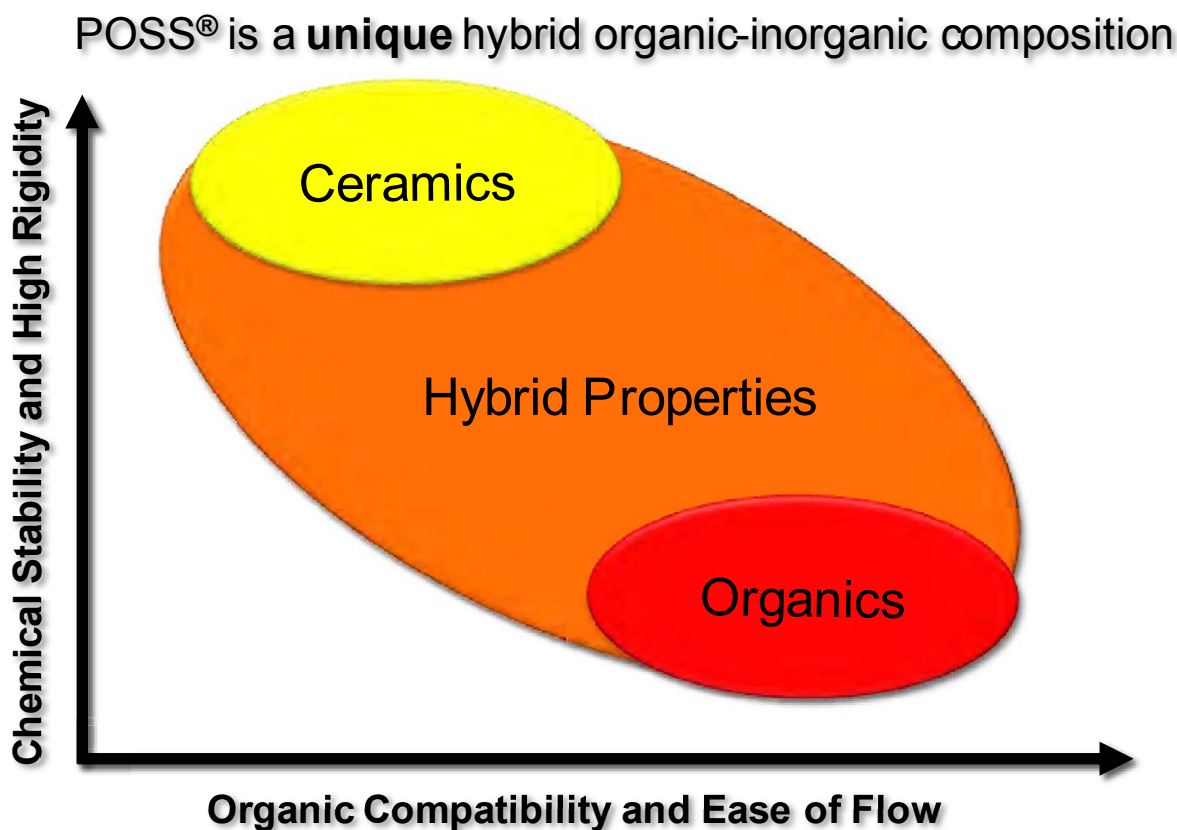 POSS® is a unique hybrid organic-inorganic composition
Chemical Stability and High Rigidity
Ceramics
Hybrid Properties
Organics
Organic Compatibility and Ease of Flow